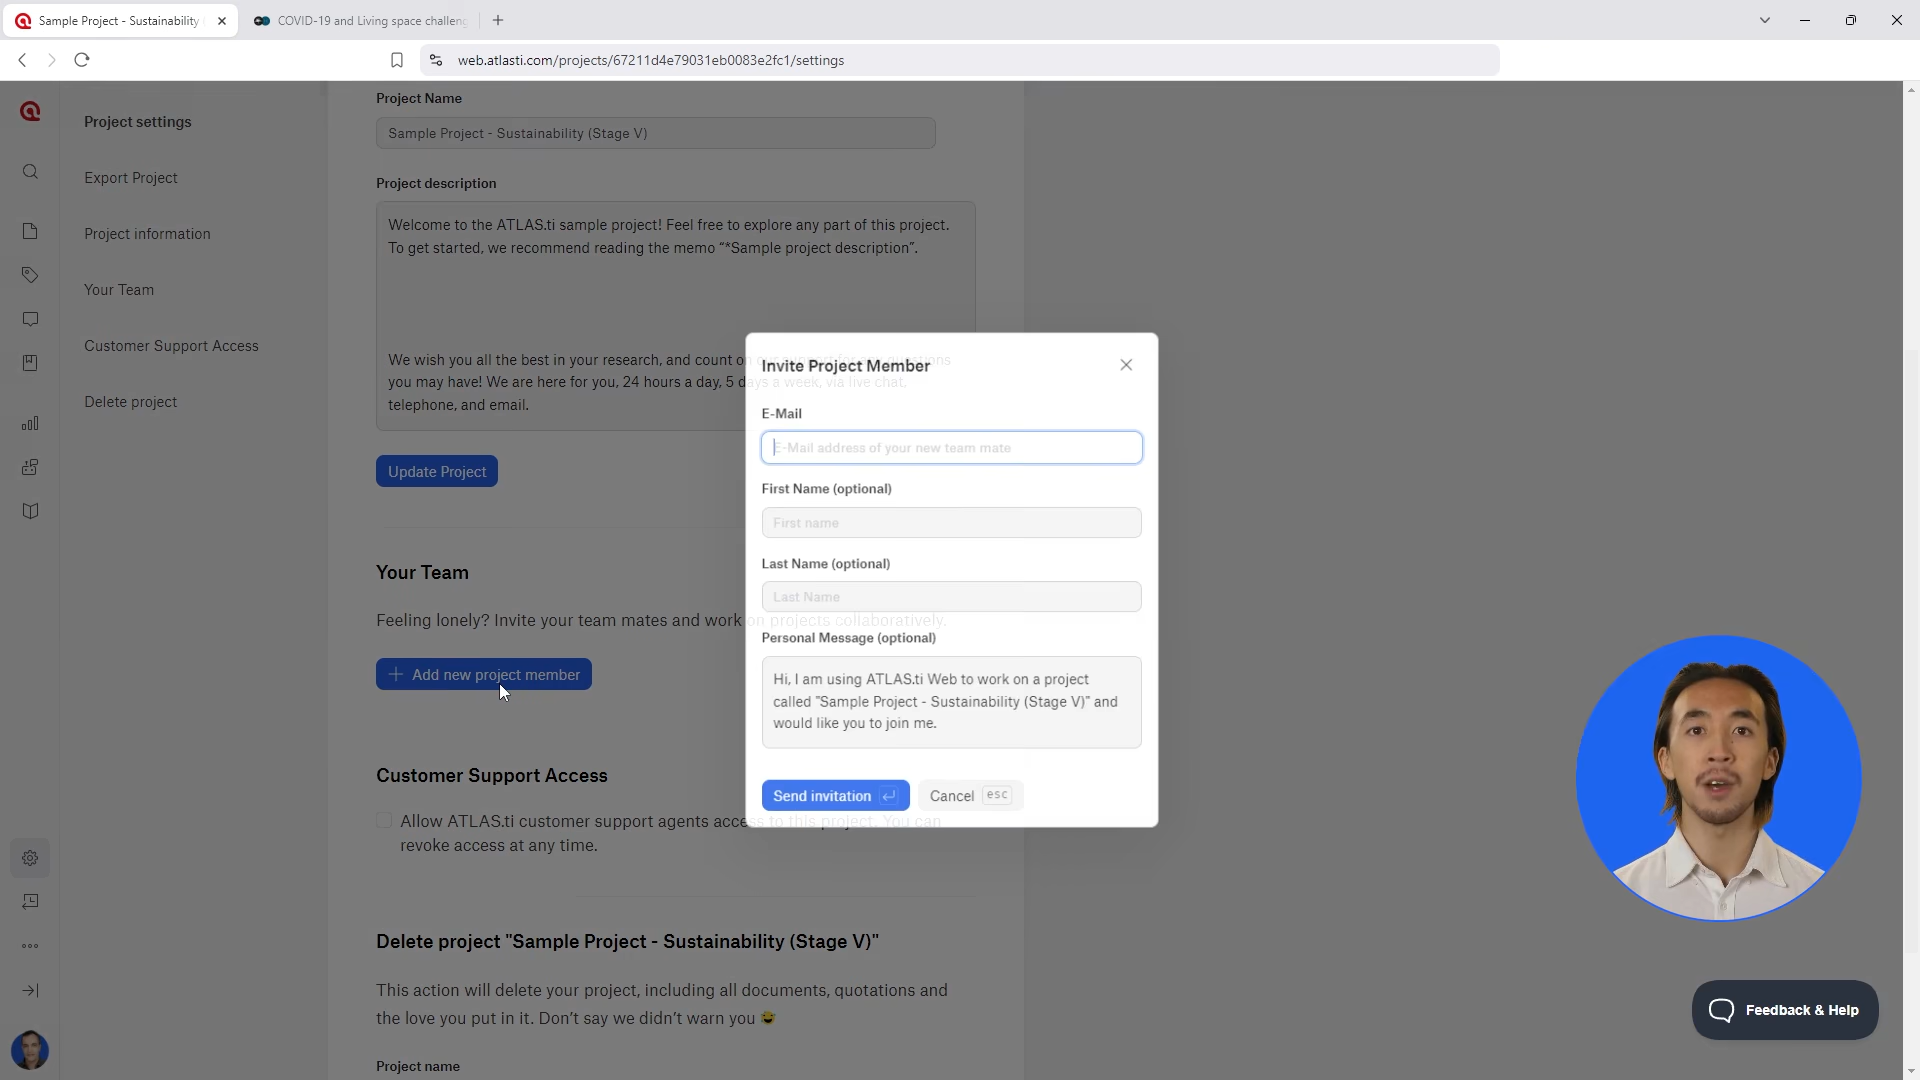 Sample Project - Sustainability
COVID-19 and Living space challeng
web.atlasti.com/projects/67211d4e79031eb0083e2fc1/settings
Project settings
Export Project
Project information
Your Team
Customer Support Access
Delete project
Project Name
Sample Project - Sustainability (Stage V)
Project description
Welcome to the ATLAS.ti sample project! Feel free to explore any part of this project.
To get started, we recommend reading the memo "*Sample project description".
We wish you all the best in your research, and count on our support for any questions
you may have! We are here for you, 24 hours a day, 5 days a week, via live chat,
telephone, and email.
Update Project
Your Team
Feeling lonely? Invite your team mates and work on projects collaboratively.
Add new project member
Customer Support Access
Allow ATLAS.ti customer support agents access to this project. You can
revoke access at any time.
Delete project "Sample Project - Sustainability (Stage V)"
This action will delete your project, including all documents, quotations and
the love you put in it. Don't say we didn't warn you 😅
Project name
Invite Project Member
E-Mail
E-Mail address of your new team mate
First Name (optional)
First name
Last Name (optional)
Last Name
Personal Message (optional)
Hi, I am using ATLAS.ti Web to work on a project
called "Sample Project - Sustainability (Stage V)" and
would like you to join me.
Send invitation
Cancel esc
Feedback & Help